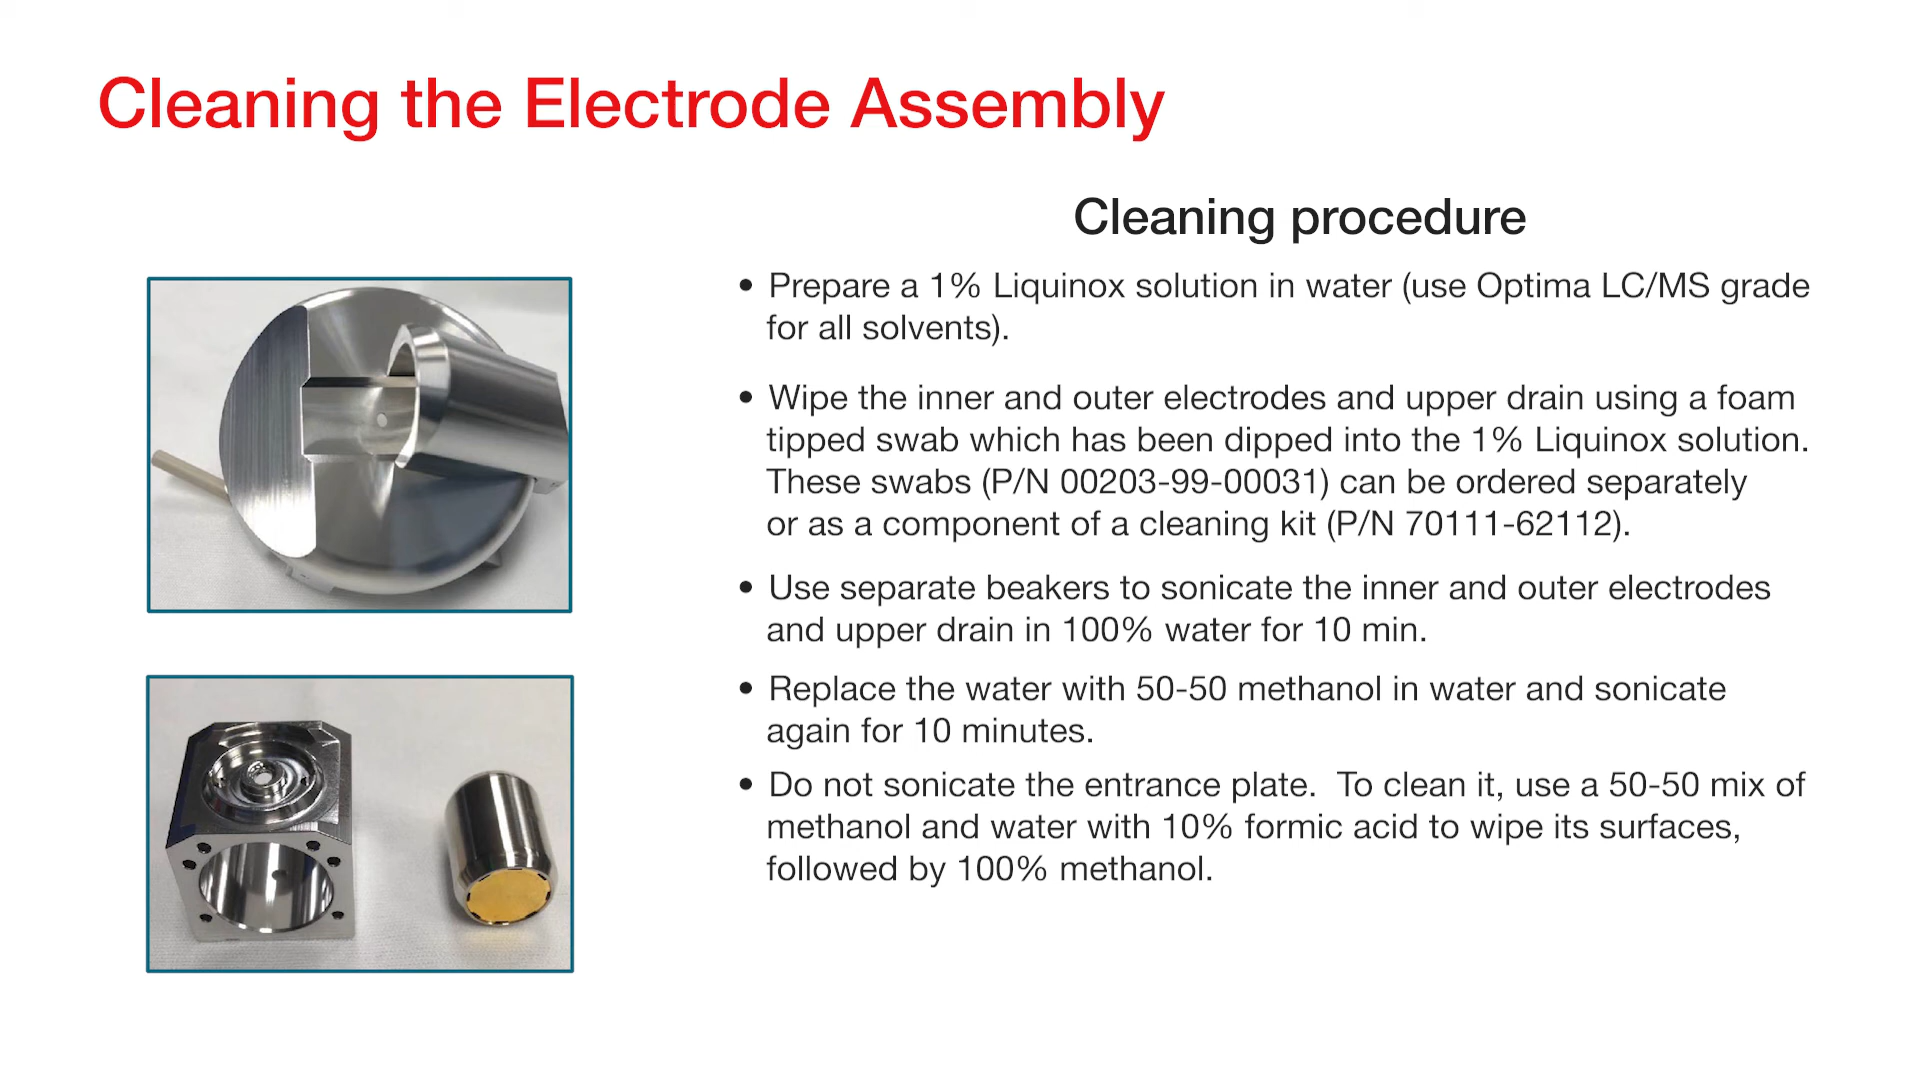 Cleaning the Electrode Assembly
Cleaning procedure
• Prepare a 1% Liquinox solution in water (use Optima LC/MS grade
for all solvents).
• Wipe the inner and outer electrodes and upper drain using a foam
tipped swab which has been dipped into the 1% Liquinox solution.
These swabs (P/N 00203-99-00031) can be ordered separately
or as a component of a cleaning kit (P/N 70111-62112).
• Use separate beakers to sonicate the inner and outer electrodes
and upper drain in 100% water for 10 min.
• Replace the water with 50-50 methanol in water and sonicate
again for 10 minutes.
• Do not sonicate the entrance plate.  To clean it, use a 50-50 mix of
methanol and water with 10% formic acid to wipe its surfaces,
followed by 100% methanol.